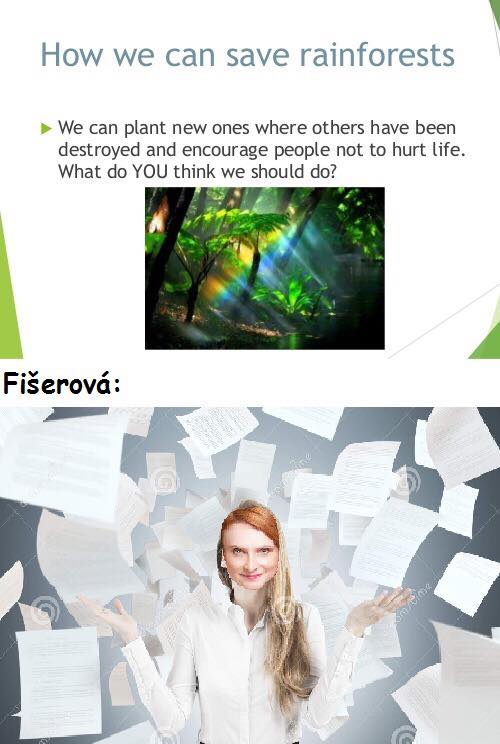 How we can save rainforests
We can plant new ones where others have been
destroyed and encourage people not to hurt life.
What do YOU think we should do?
Fišerová: